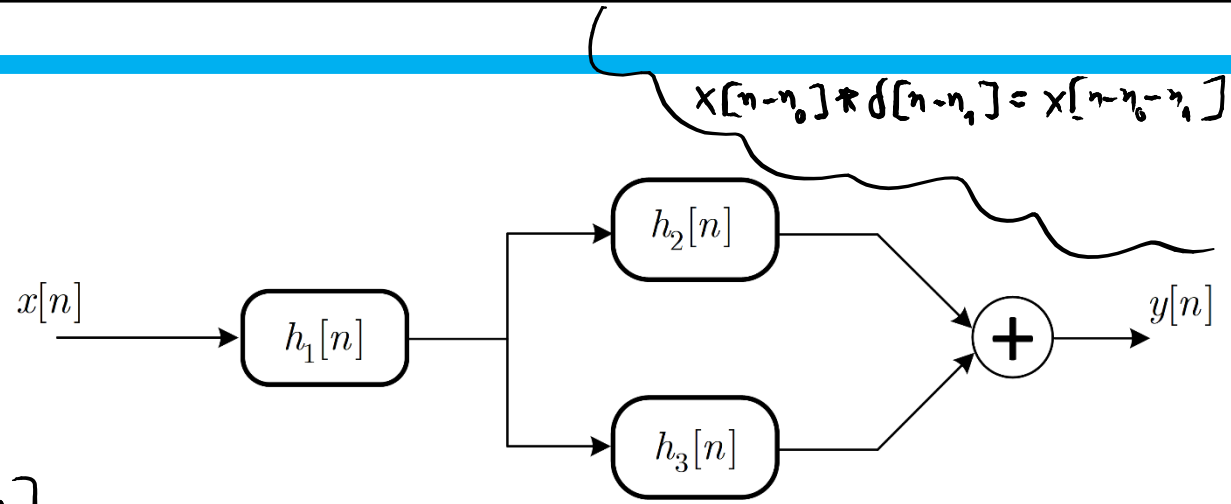 x[n-n₀] * δ[n-n₁] = x[n-n₀-n₁]
h₂[n]
x[n]
h₁[n]
+
y[n]
h₃[n]
]